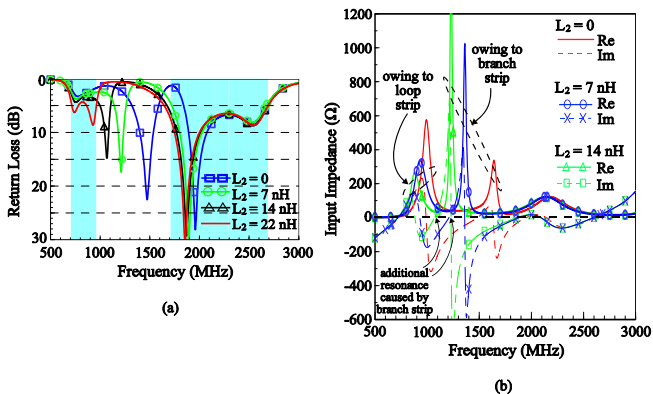 (a)
Return Loss (dB)
0
10
20
30
L2 = 0
L2 = 7 nH
L2 = 14 nH
L2 = 22 nH
500 1000 1500 2000 2500 3000
Frequency (MHz)
(a)
(b)
Input Impedance (Ω)
1200
1000
800
600
400
200
0
-200
-400
-600
owing to
loop
strip
owing to
branch
strip
additional
resonance
caused by
branch strip
L2 = 0
Re
Im
L2 = 7 nH
Re
Im
L2 = 14 nH
Re
Im
500 1000 1500 2000 2500 3000
Frequency (MHz)
(b)